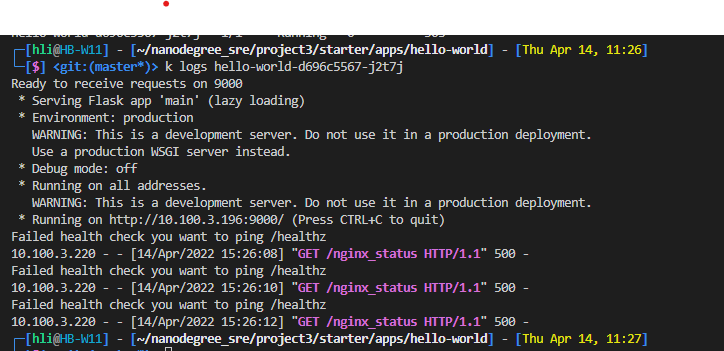 ┌─[hli@HB-W11] - [~/nanodegree_sre/project3/starter/apps/hello-world] - [Thu Apr 14, 11:26]
└─[$] <git:(master*)> k logs hello-world-d696c5567-j2t7j
Ready to receive requests on 9000
 * Serving Flask app 'main' (lazy loading)
 * Environment: production
   WARNING: This is a development server. Do not use it in a production deployment.
   Use a production WSGI server instead.
 * Debug mode: off
 * Running on all addresses.
   WARNING: This is a development server. Do not use it in a production deployment.
 * Running on http://10.100.3.196:9000/ (Press CTRL+C to quit)
Failed health check you want to ping /healthz
10.100.3.220 - - [14/Apr/2022 15:26:08] "GET /nginx_status HTTP/1.1" 500 -
Failed health check you want to ping /healthz
10.100.3.220 - - [14/Apr/2022 15:26:10] "GET /nginx_status HTTP/1.1" 500 -
Failed health check you want to ping /healthz
10.100.3.220 - - [14/Apr/2022 15:26:12] "GET /nginx_status HTTP/1.1" 500 -
┌─[hli@HB-W11] - [~/nanodegree_sre/project3/starter/apps/hello-world] - [Thu Apr 14, 11:27]